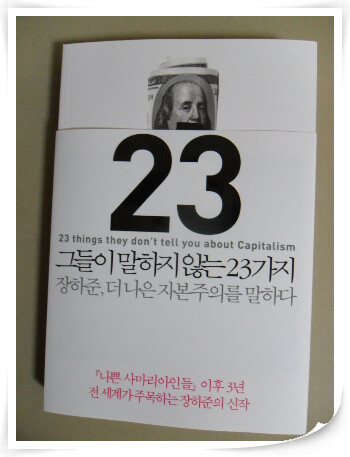 23
23 things they don't tell you about Capitalism
그들이 말하지 않는 23가지
장하준, 더 나은 자본주의를 말하다
『나쁜 사마리아인들』 이후 3년
전 세계가 주목하는 장하준의 신작